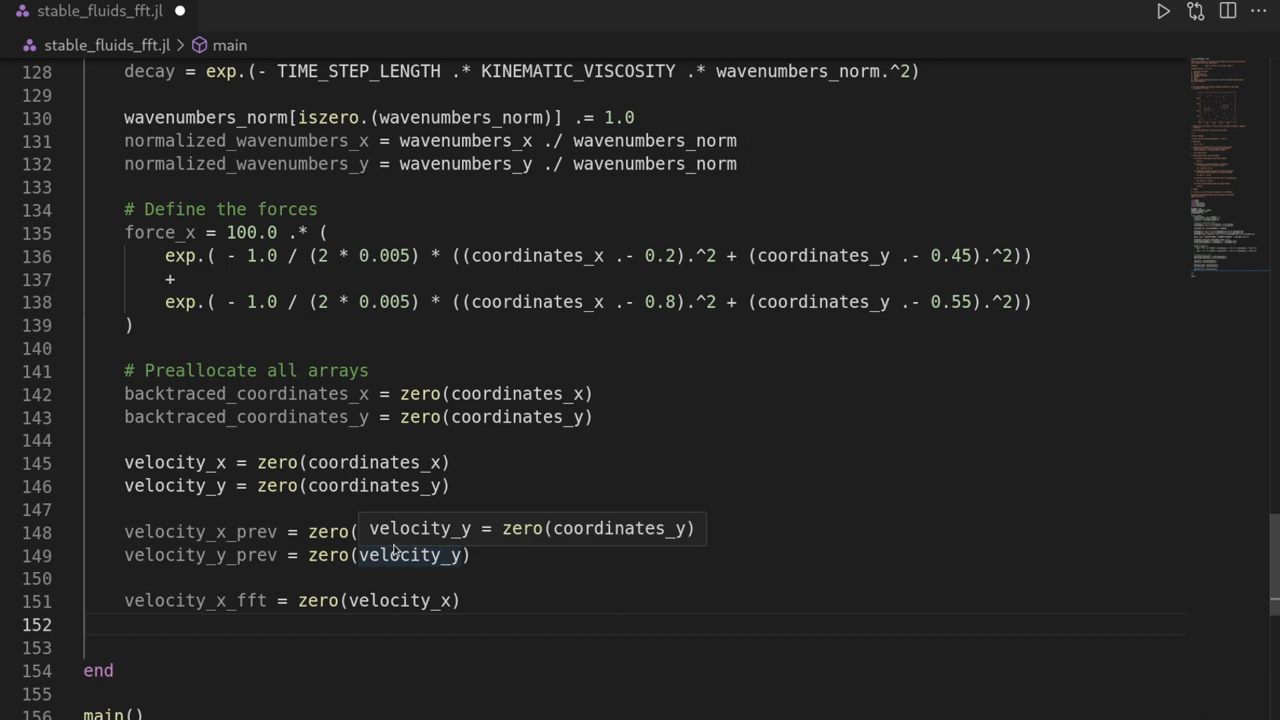 stable_fluids_fft.jl
stable_fluids_fft.jl > main
128 decay = exp.(- TIME_STEP_LENGTH .* KINEMATIC_VISCOSITY .* wavenumbers_norm.^2)
129
130 wavenumbers_norm[iszero.(wavenumbers_norm)] .= 1.0
131 normalized_wavenumbers_x = wavenumbers_x ./ wavenumbers_norm
132 normalized_wavenumbers_y = wavenumbers_y ./ wavenumbers_norm
133
134 # Define the forces
135 force_x = 100.0 .* (
136 exp.( - 1.0 / (2 * 0.005) * ((coordinates_x .- 0.2).^2 + (coordinates_y .- 0.45).^2))
137 +
138 exp.( - 1.0 / (2 * 0.005) * ((coordinates_x .- 0.8).^2 + (coordinates_y .- 0.55).^2))
139 )
140
141 # Preallocate all arrays
142 backtraced_coordinates_x = zero(coordinates_x)
143 backtraced_coordinates_y = zero(coordinates_y)
144
145 velocity_x = zero(coordinates_x)
146 velocity_y = zero(coordinates_y)
147
148 velocity_x_prev = zero(
velocity_y = zero(coordinates_y)
149 velocity_y_prev = zero(velocity_y)
150
151 velocity_x_fft = zero(velocity_x)
152
153
154 end
155
156 main()